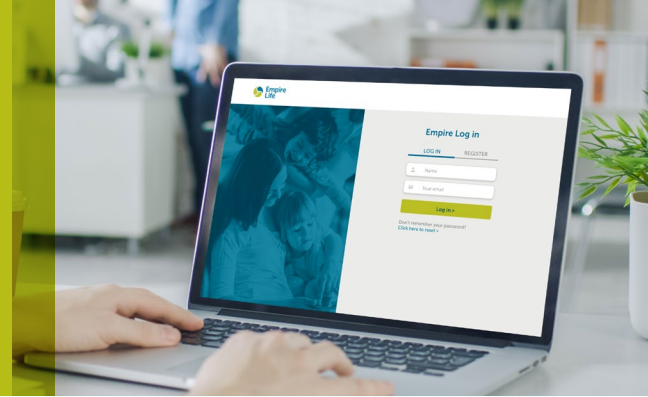 Empire
Life
Empire Log in
LOG IN REGISTER
Name
Your email
Log in >
Don't remember your password?
Click here to reset >